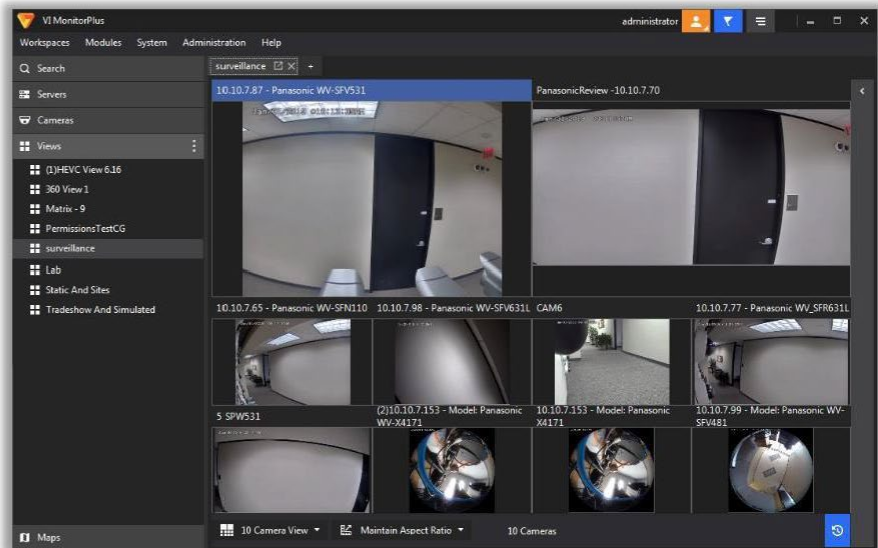 VI MonitorPlus
administrator
Workspaces Modules System Administration Help
Search
surveillance
Servers
Cameras
Views
(1)HEVC View 6.16
360 View 1
Matrix - 9
PermissionsTestCG
surveillance
Lab
Static And Sites
Tradeshow And Simulated
Maps
10.10.7.87 - Panasonic WV-SFV531
PanasonicReview -10.10.7.70
10.10.7.65 - Panasonic WV-SFN110
10.10.7.98 - Panasonic WV-SFV631L
CAM6
10.10.7.77 - Panasonic WV_SFR631L
5 SPW531
(2)10.10.7.153 - Model: Panasonic
WV-X4171
10.10.7.153 - Model: Panasonic
X4171
10.10.7.99 - Model: Panasonic WV-
SFV481
10 Camera View
Maintain Aspect Ratio
10 Cameras